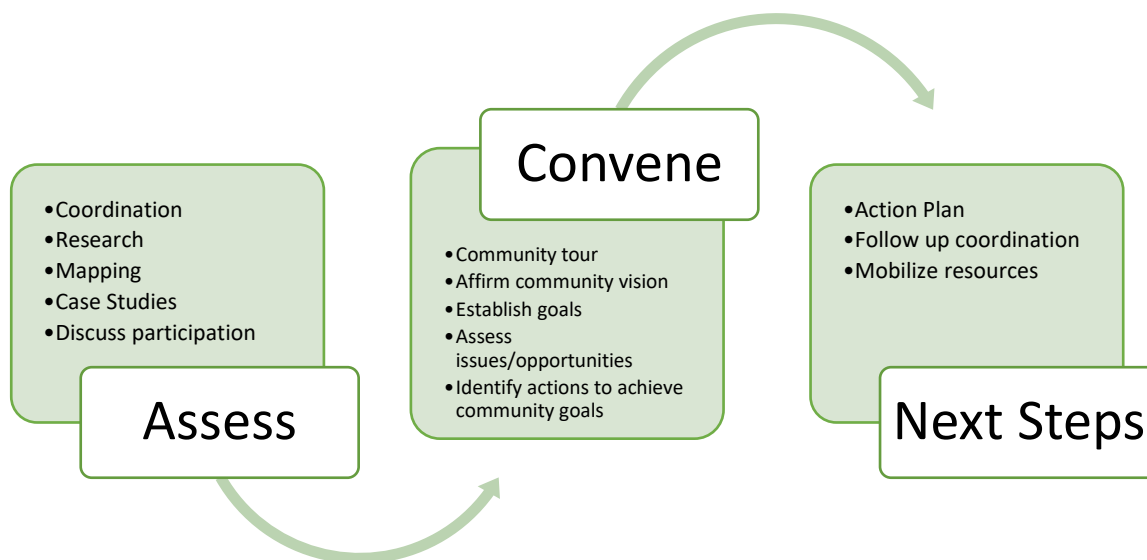 •Coordination
•Research
•Mapping
•Case Studies
•Discuss participation
Assess
Convene
•Community tour
•Affirm community vision
•Establish goals
•Assess
issues/opportunities
•Identify actions to achieve
community goals
•Action Plan
•Follow up coordination
•Mobilize resources
Next Steps